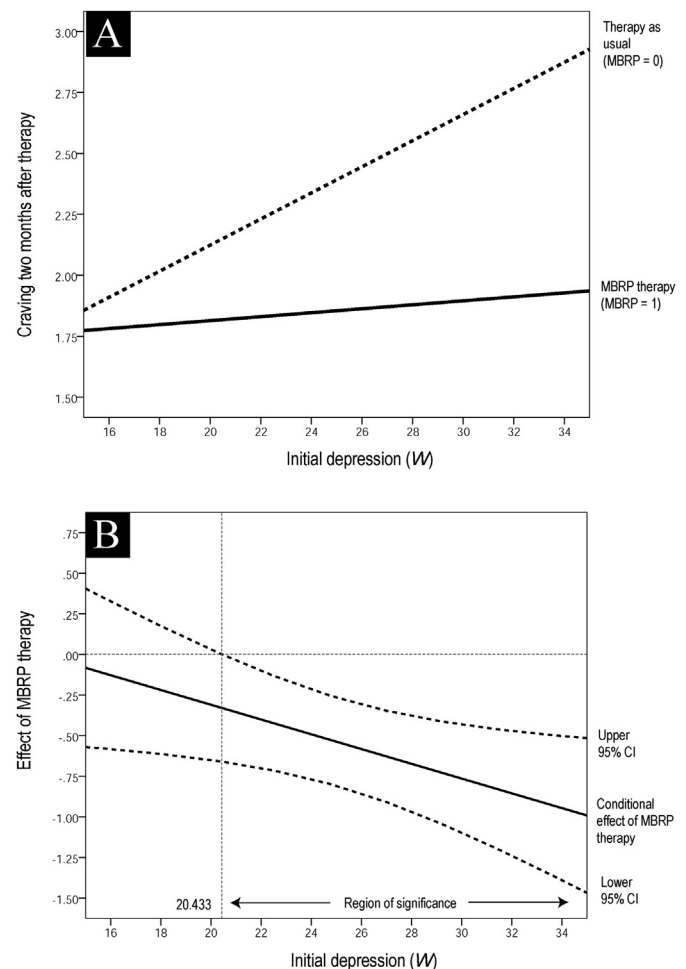 A
3.00
2.75
2.50
2.25
2.00
1.75
1.50
Craving two months after therapy
16 18 20 22 24 26 28 30 32 34
Initial depression (W)
Therapy as
usual
(MBRP = 0)
MBRP therapy
(MBRP = 1)
B
.75
.50
.25
.00
-.25
-.50
-.75
-1.00
-1.25
-1.50
Effect of MBRP therapy
20.433
Region of significance
16 18 20 22 24 26 28 30 32 34
Initial depression (W)
Upper
95% CI
Conditional
effect of MBRP
therapy
Lower
95% CI